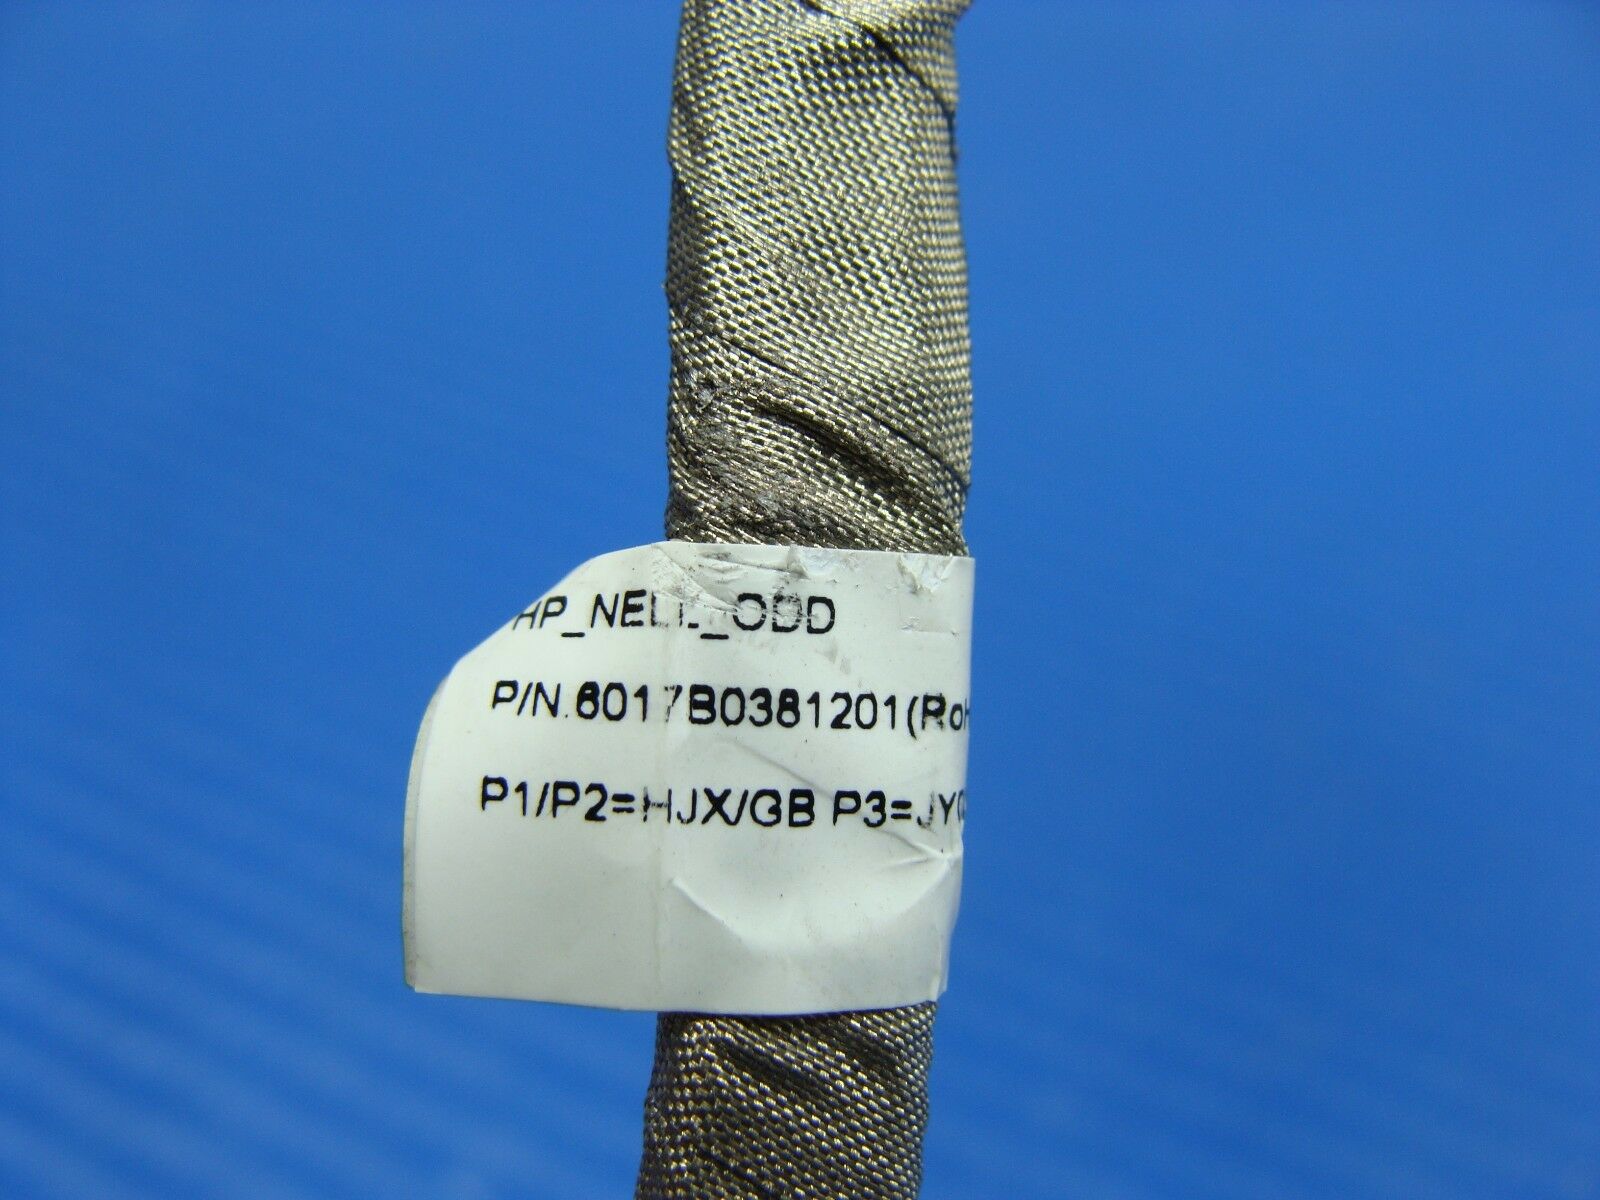 HP_NELL_ODD
P/N.6017B0381201(RoH
P1/P2=HJX/GB P3=JY